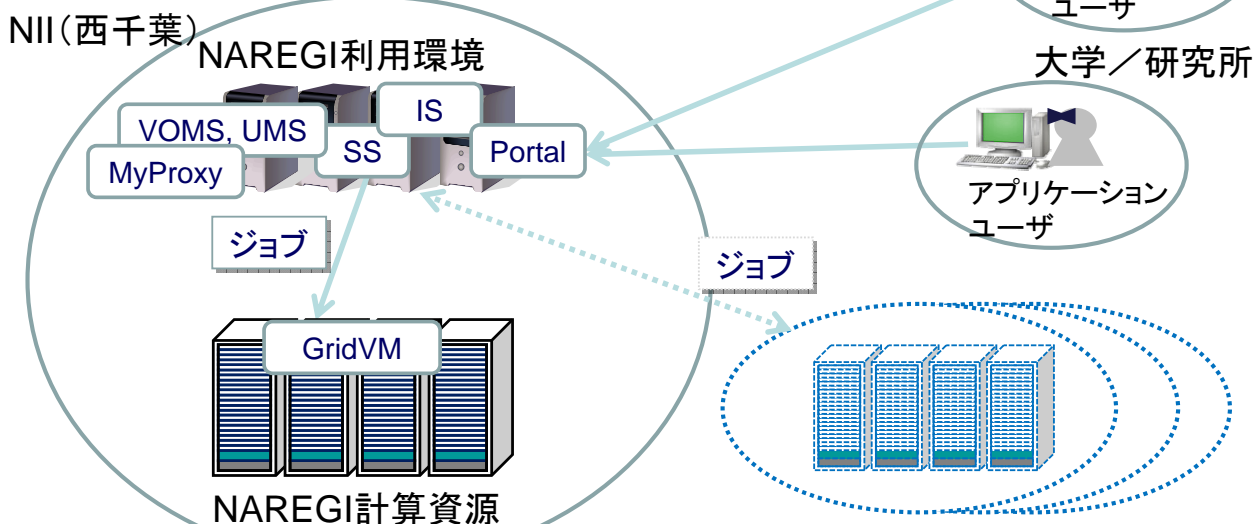 ユーザ
NII(西千葉)
NAREGI利用環境
大学/研究所
IS
VOMS, UMS
SS
Portal
MyProxy
アプリケーション
ユーザ
ジョブ
ジョブ
GridVM
NAREGI計算資源